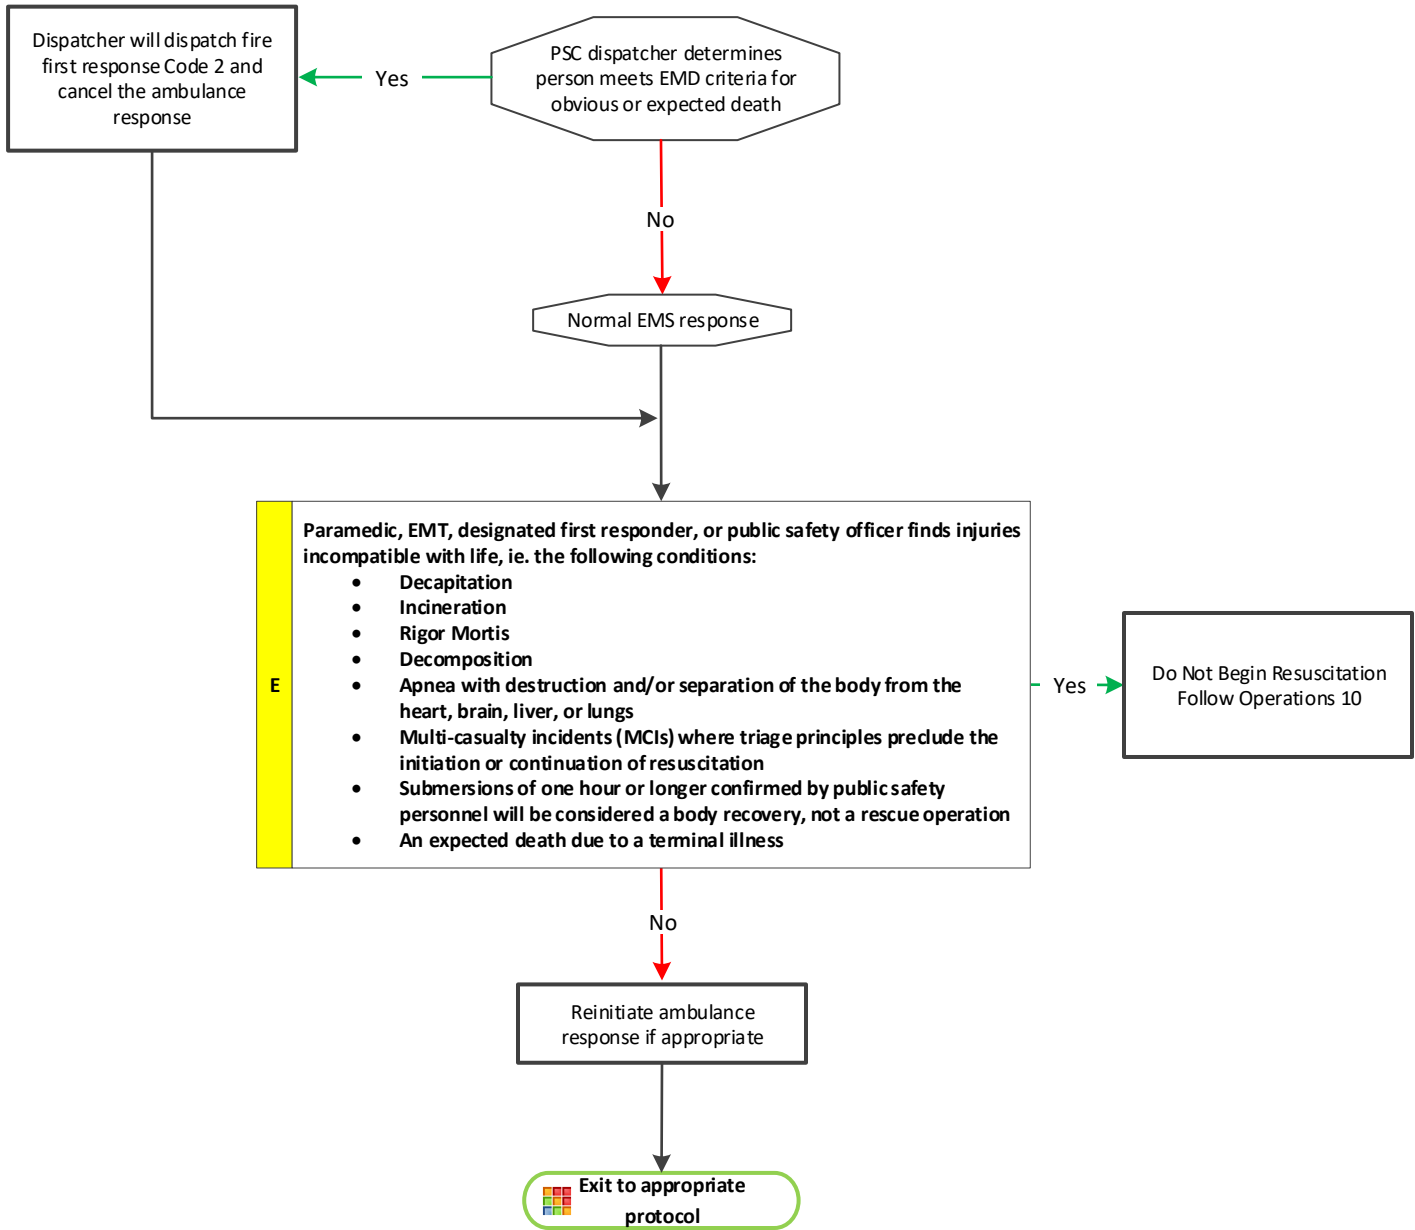 Dispatcher will dispatch fire
first response Code 2 and
cancel the ambulance
response
Yes
PSC dispatcher determines
person meets EMD criteria for
obvious or expected death
No
Normal EMS response
E
Paramedic, EMT, designated first responder, or public safety officer finds injuries
incompatible with life, ie. the following conditions:
• Decapitation
• Incineration
• Rigor Mortis
• Decomposition
• Apnea with destruction and/or separation of the body from the
heart, brain, liver, or lungs
• Multi-casualty incidents (MCIs) where triage principles preclude the
initiation or continuation of resuscitation
• Submersions of one hour or longer confirmed by public safety
personnel will be considered a body recovery, not a rescue operation
• An expected death due to a terminal illness
Yes
Do Not Begin Resuscitation
Follow Operations 10
No
Reinitiate ambulance
response if appropriate
Exit to appropriate
protocol